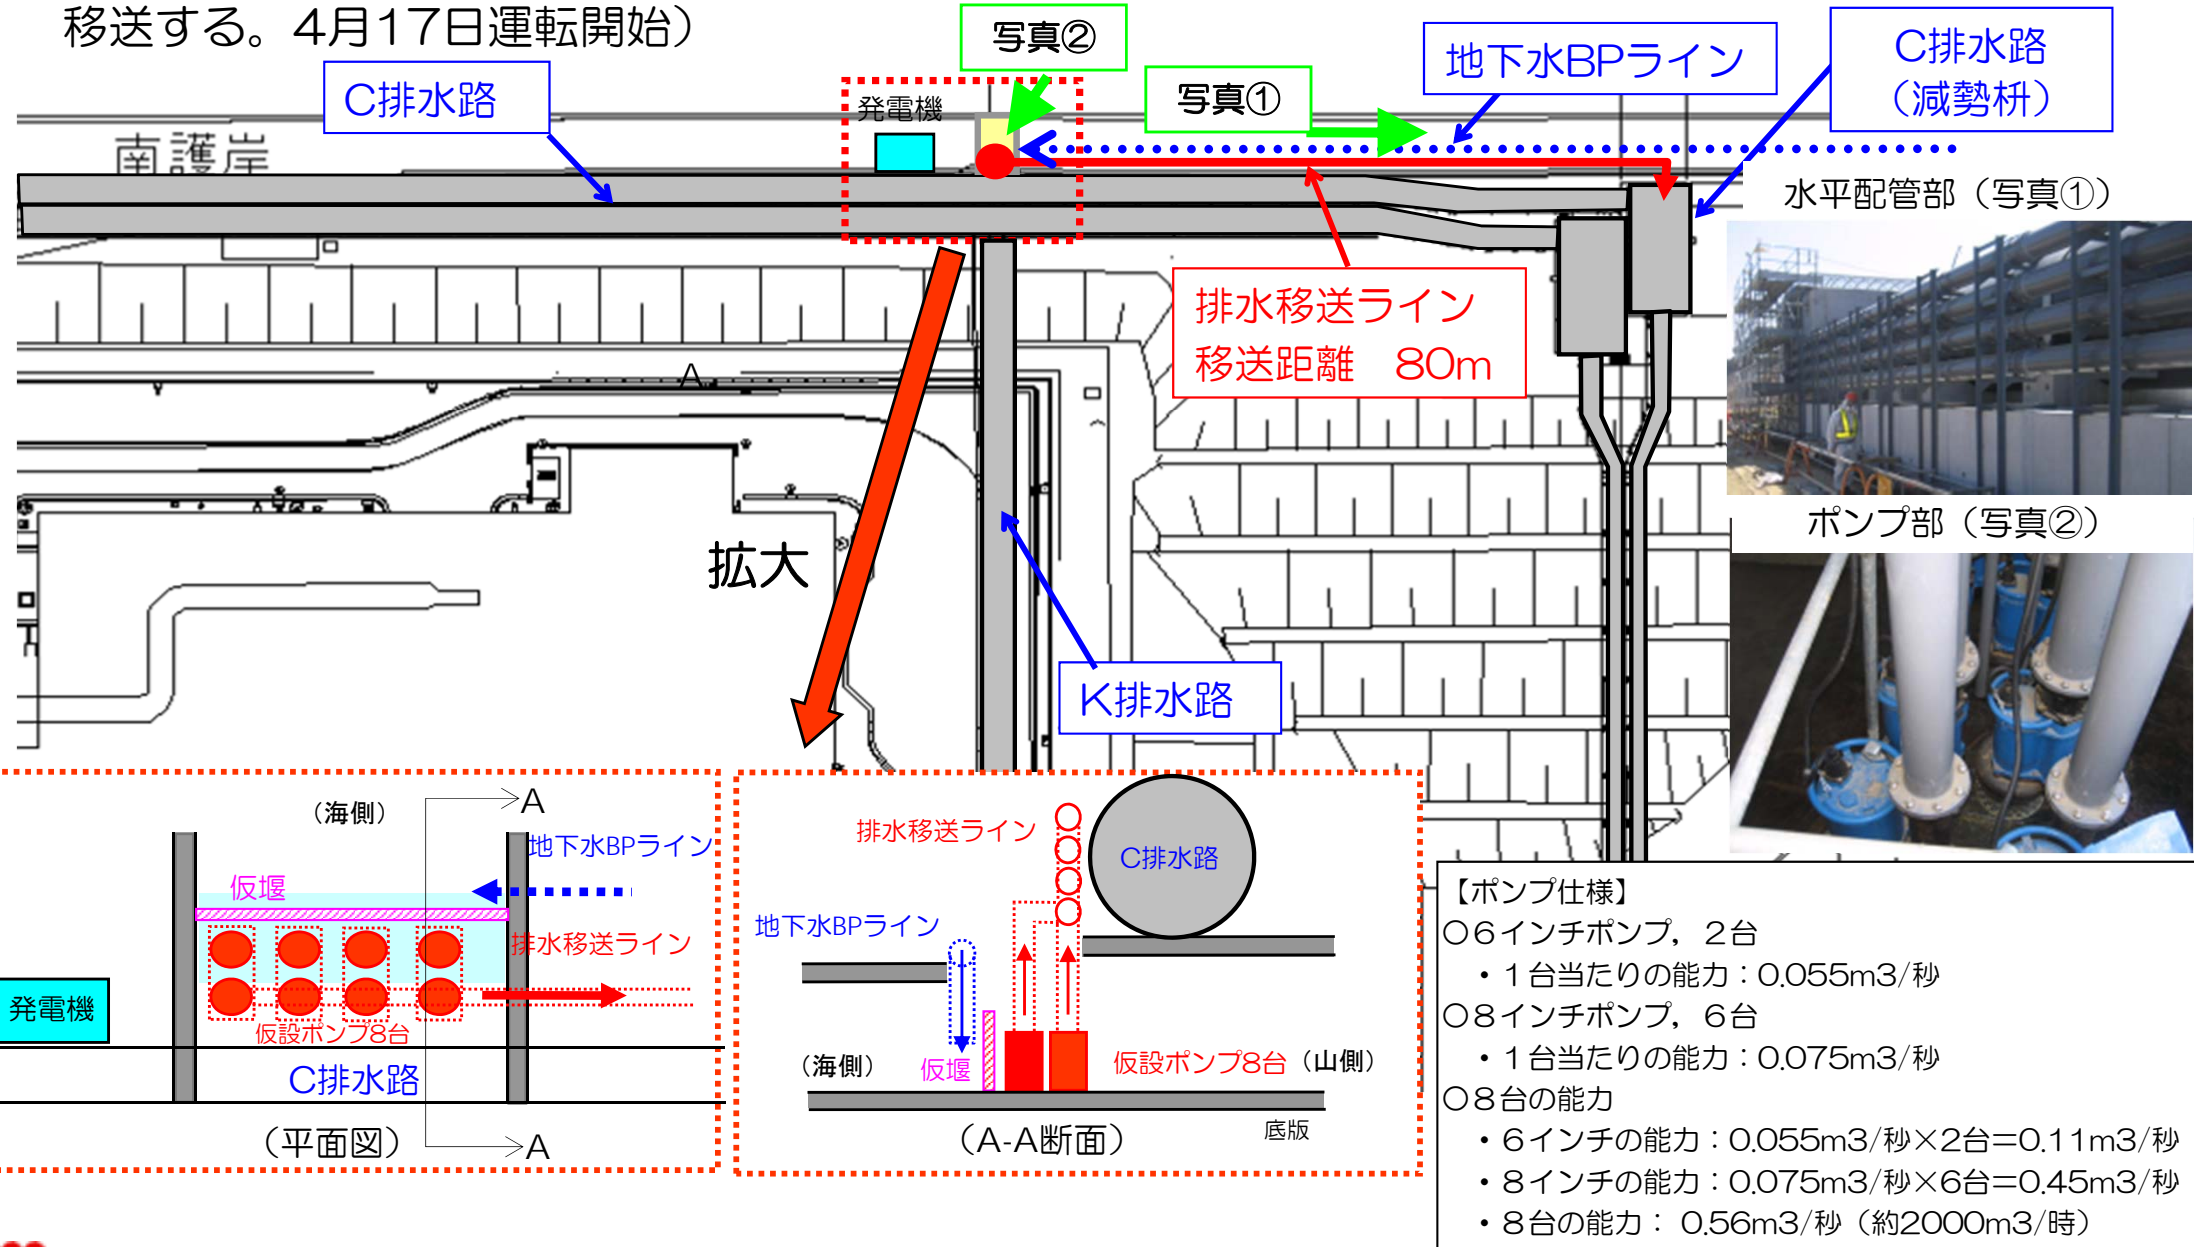 移送する。4月17日運転開始)
写真②
C排水路
地下水BPライン
C排水路
(減勢枡)
発電機
写真①
南護岸
水平配管部(写真①)
排水移送ライン
移送距離 80m
A
ポンプ部(写真②)
拡大
K排水路
(海側)
A
地下水BPライン
仮堰
排水移送ライン
発電機
仮設ポンプ8台
C排水路
(平面図)
A
排水移送ライン
C排水路
地下水BPライン
(海側)
仮堰
仮設ポンプ8台
(山側)
(A-A断面)
底版
【ポンプ仕様】
○6インチポンプ，2台
・1台当たりの能力：0.055m3/秒
○8インチポンプ，6台
・1台当たりの能力：0.075m3/秒
○8台の能力
・6インチの能力：0.055m3/秒×2台＝0.11m3/秒
・8インチの能力：0.075m3/秒×6台＝0.45m3/秒
・8台の能力： 0.56m3/秒(約2000m3/時)